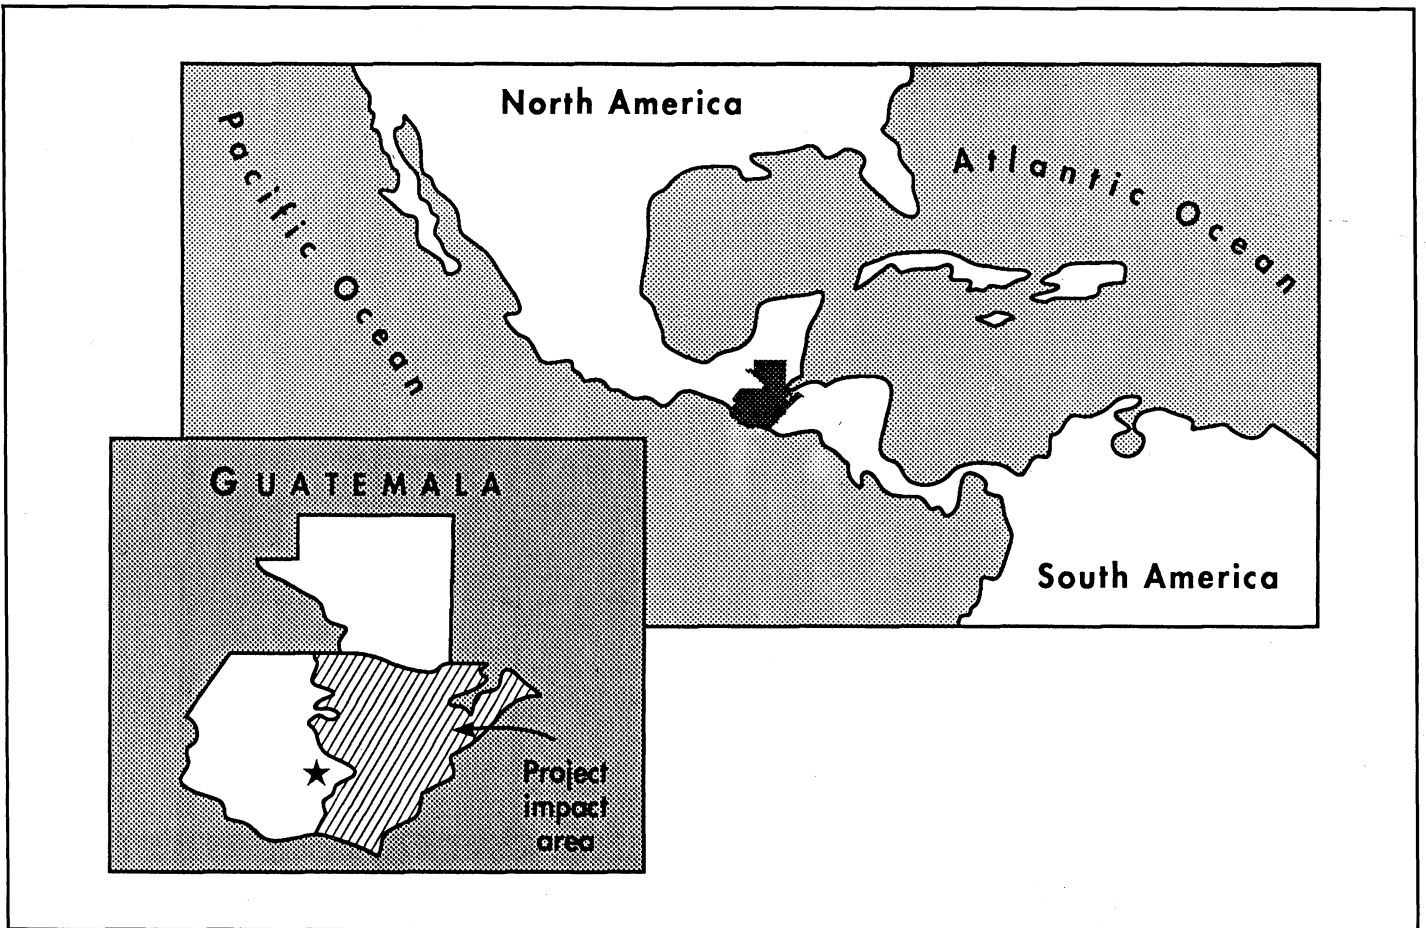 North America
Pacific Ocean
Atlantic Ocean
GUATEMALA
South America
Project
impact
area